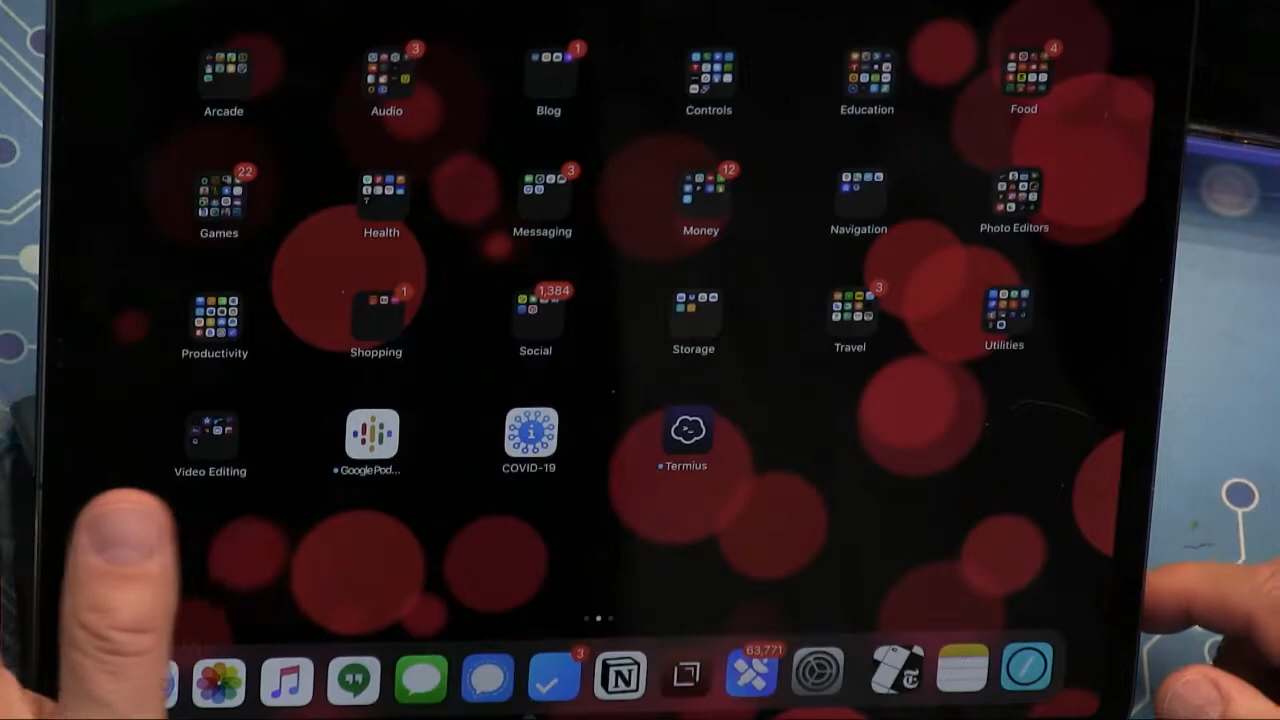 3
1
4
Arcade
Audio
Blog
Controls
Education
Food
22
3
12
Games
Health
Messaging
Money
Navigation
Photo Editors
1
1,384
3
Productivity
Shopping
Social
Storage
Travel
Utilities
Video Editing
Google Pod...
COVID-19
Termius
3
63,771